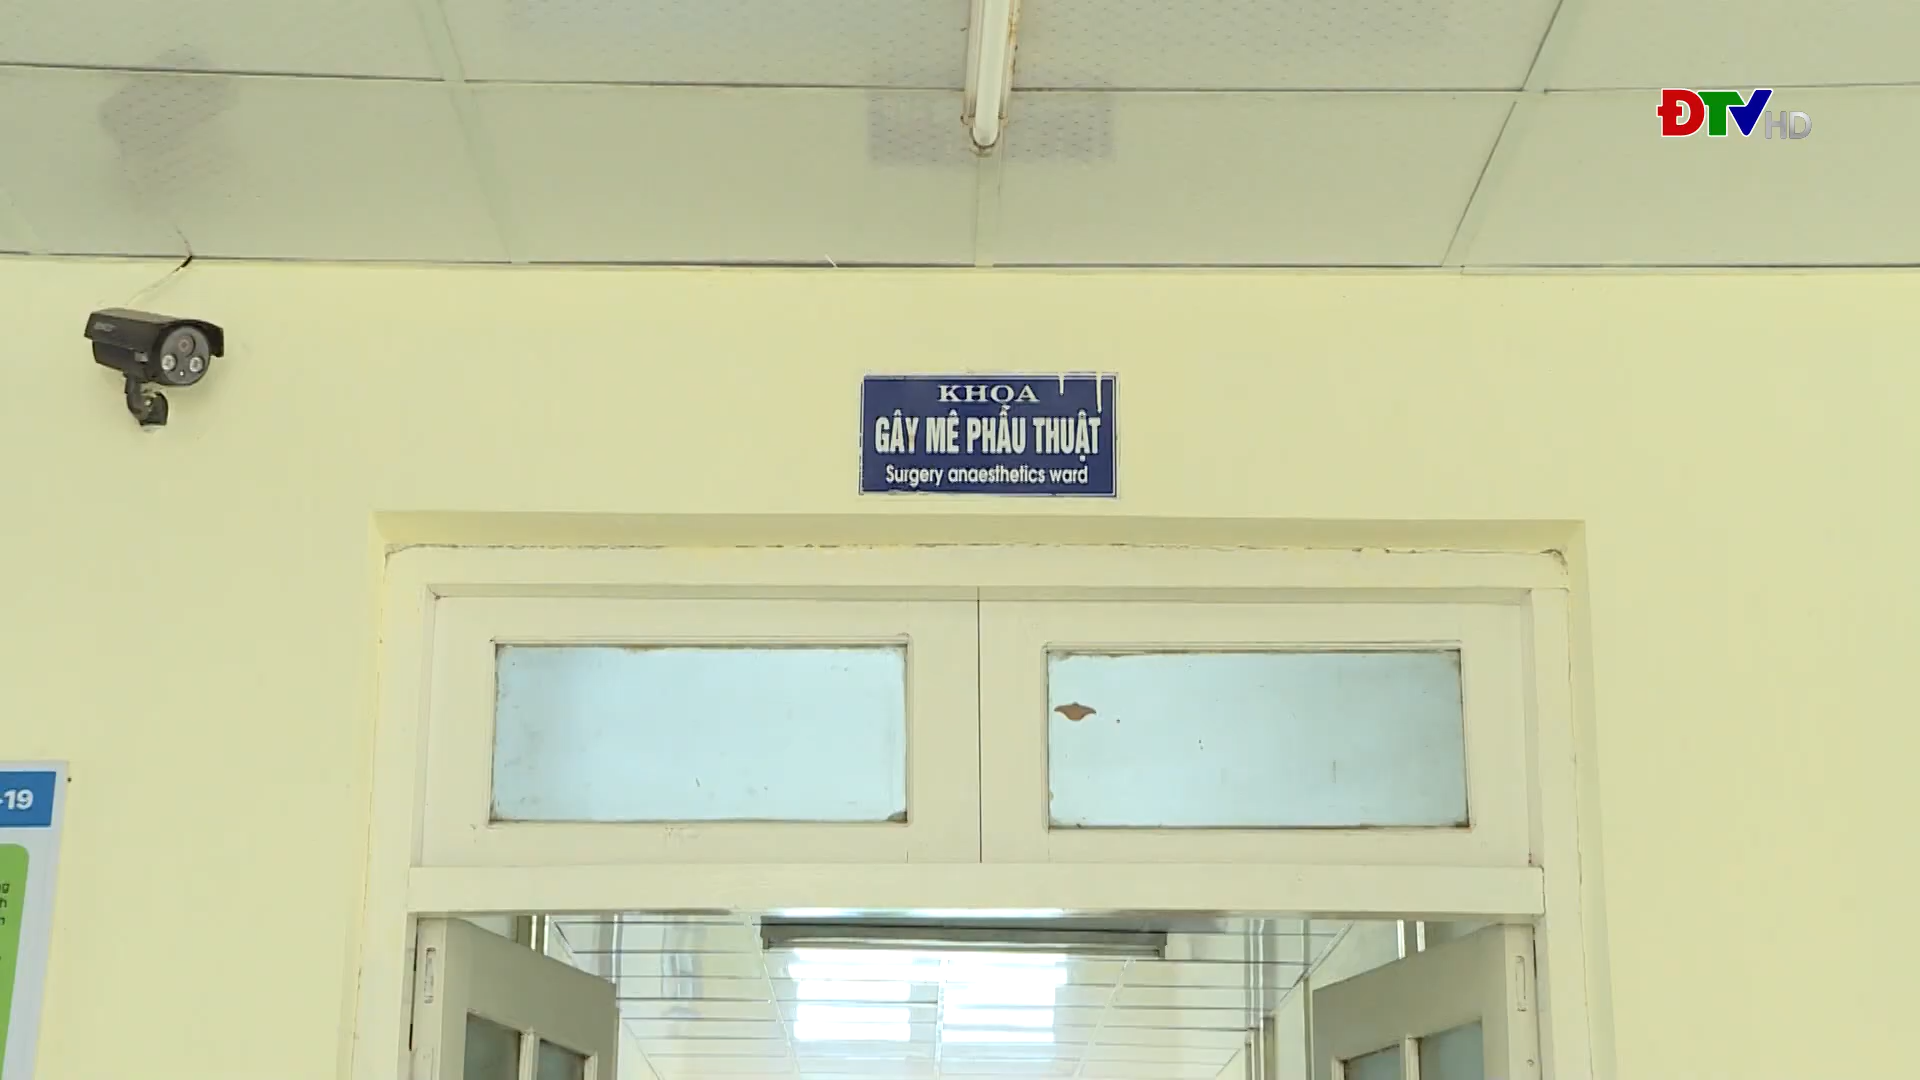 ĐTV HD
KHOA
GÂY MÊ PHẪU THUẬT
Surgery anaesthetics ward
-19